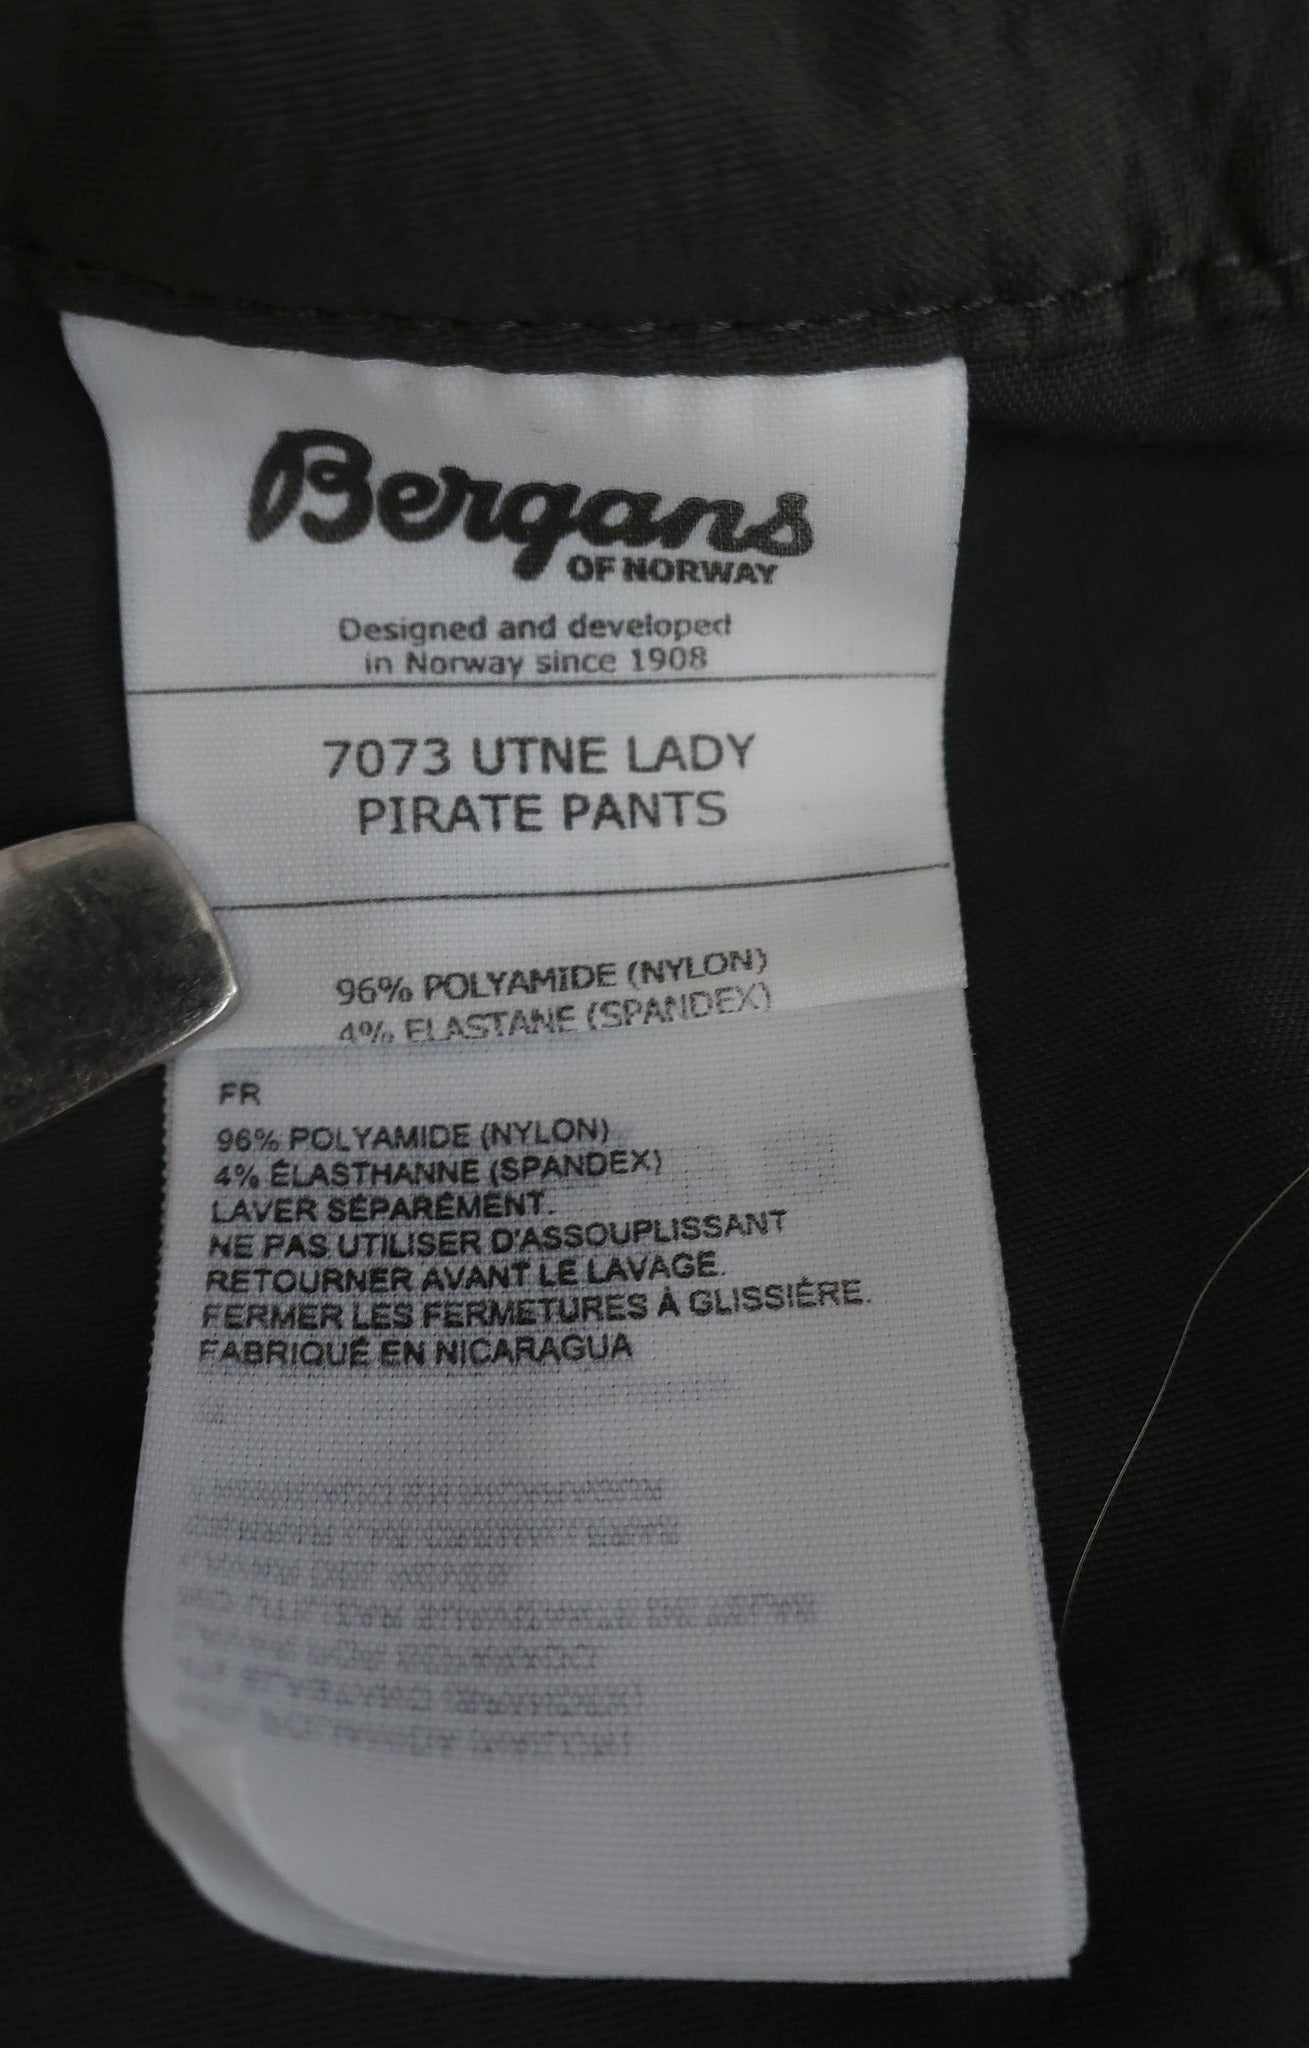 Bergans
OF NORWAY
Designed and developed
in Norway since 1908
7073 UTNE LADY
PIRATE PANTS
96% POLYAMIDE (NYLON)
4% ELASTANE (SPANDEX)
FR
96% POLYAMIDE (NYLON)
4% ÉLASTHANNE (SPANDEX)
LAVER SÉPARÉMENT.
NE PAS UTILISER D'ASSOUPLISSANT
RETOURNER AVANT LE LAVAGE.
FERMER LES FERMETURES À GLISSIÈRE.
FABRIQUÉ EN NICARAGUA